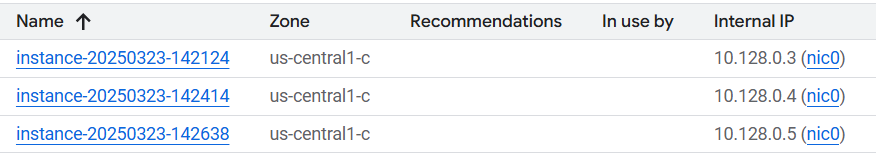 Name ↑ Zone Recommendations In use by Internal IP
instance-20250323-142124 us-central1-c 10.128.0.3 (nic0)
instance-20250323-142414 us-central1-c 10.128.0.4 (nic0)
instance-20250323-142638 us-central1-c 10.128.0.5 (nic0)